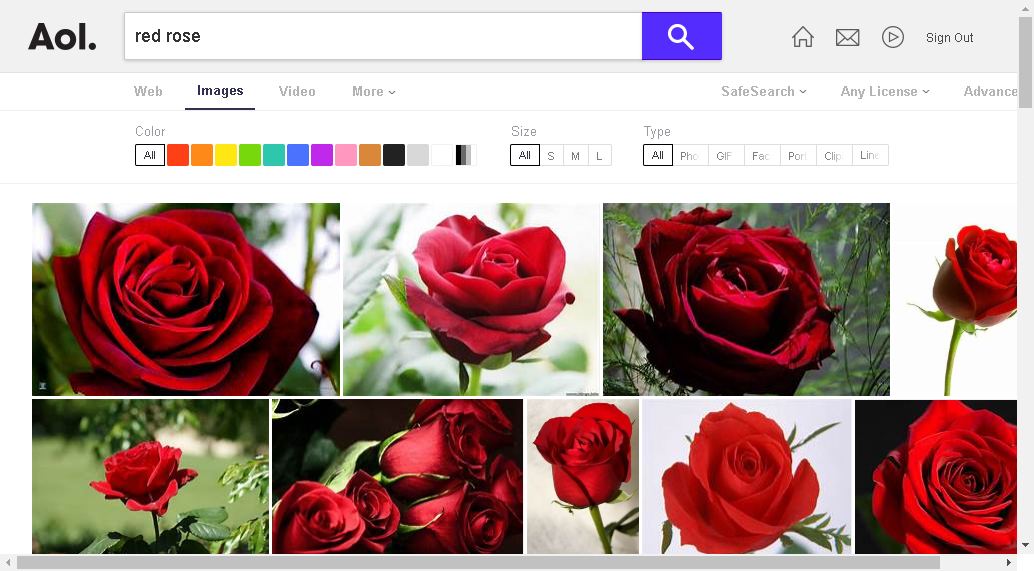 Aol.
red rose
Sign Out
Web
Images
Video
More
SafeSearch
Any License
Advance
Color
Size
Type
All
All
S
M
L
All
Pho
GIF
Fac
Por
Clip
Line